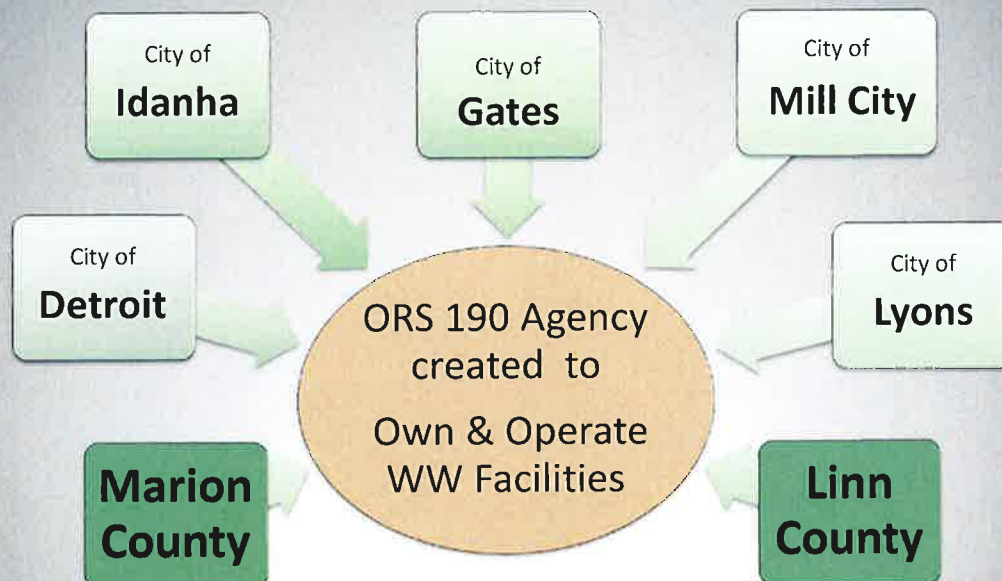 City of
Idanha
City of
Gates
City of
Mill City
City of
Detroit
City of
Lyons
ORS 190 Agency
created to
Own & Operate
WW Facilities
Marion
County
Linn
County